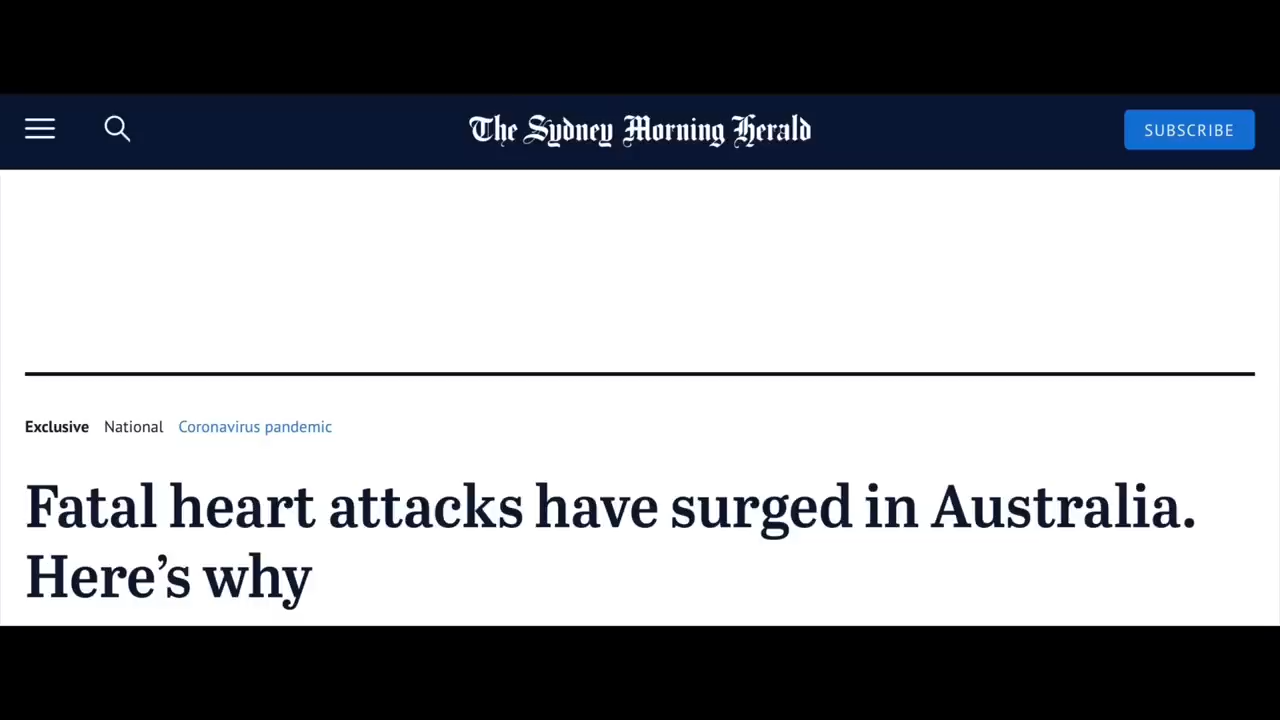 The Sydney Morning Herald
SUBSCRIBE
Exclusive National Coronavirus pandemic
Fatal heart attacks have surged in Australia.
Here’s why